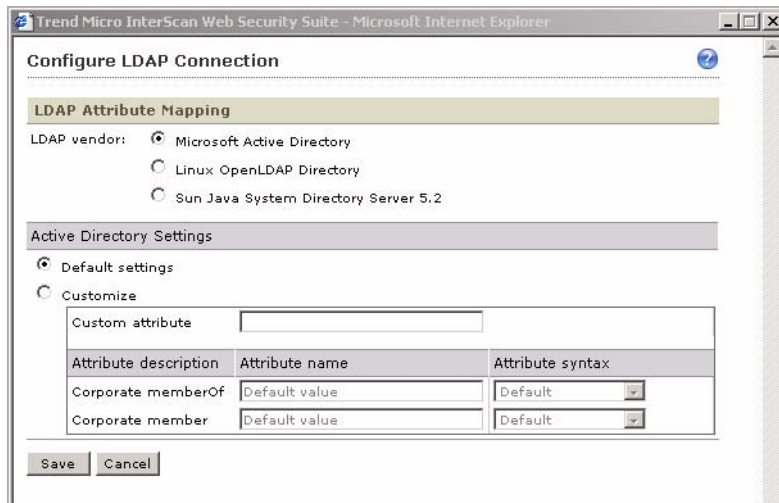 Trend Micro InterScan Web Security Suite - Microsoft Internet Explorer
Configure LDAP Connection
?
LDAP Attribute Mapping
LDAP vendor:
Microsoft Active Directory
Linux OpenLDAP Directory
Sun Java System Directory Server 5.2
Active Directory Settings
Default settings
Customize
Custom attribute
Attribute description Attribute name Attribute syntax
Corporate memberOf Default value Default
Corporate member Default value Default
Save Cancel